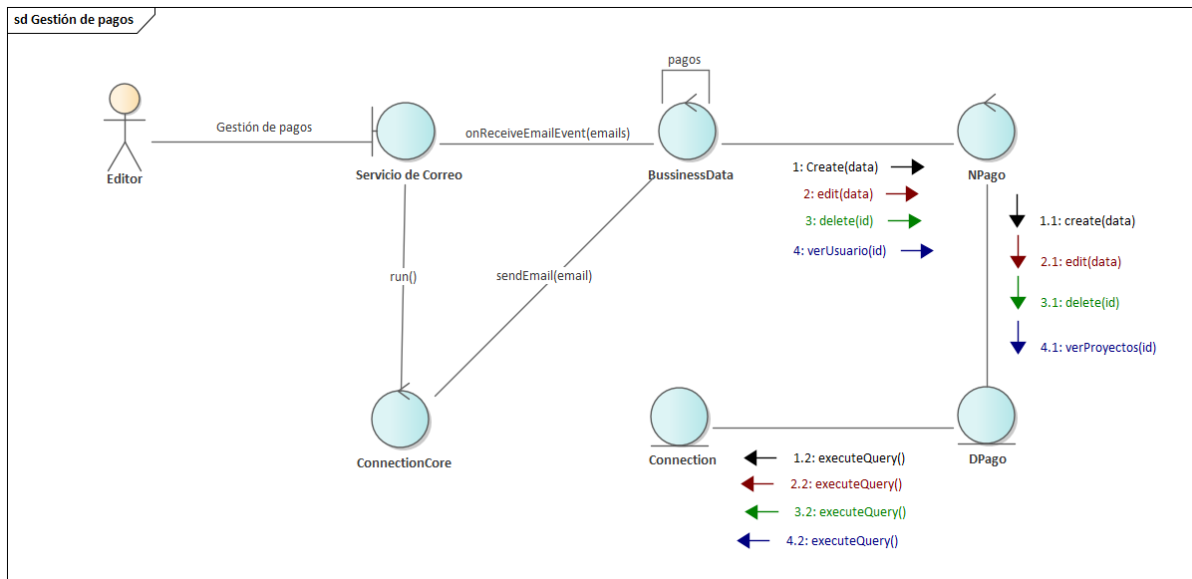 sd Gestión de pagos
pagos
Gestión de pagos
onReceiveEmailEvent(emails)
Editor
Servicio de Correo
BussinessData
NPago
1: Create(data)
2: edit(data)
3: delete(id)
4: verUsuario(id)
1.1: create(data)
2.1: edit(data)
3.1: delete(id)
4.1: verProyectos(id)
run()
sendEmail(email)
ConnectionCore
Connection
DPago
1.2: executeQuery()
2.2: executeQuery()
3.2: executeQuery()
4.2: executeQuery()